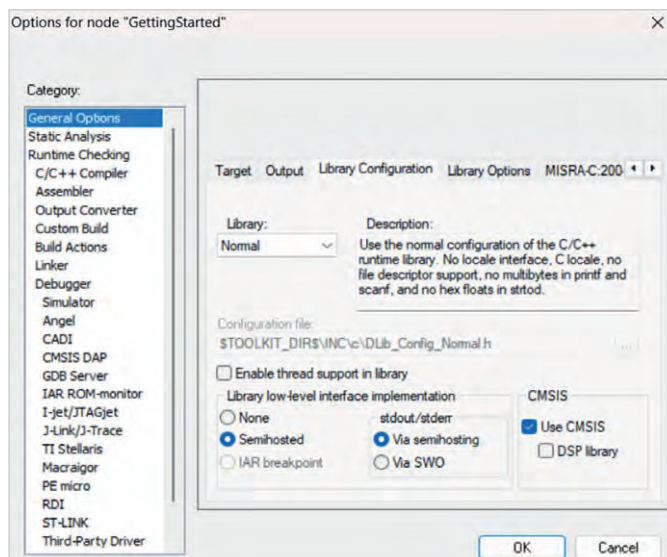 Options for node "GettingStarted"
Category:
General Options
Static Analysis
Runtime Checking
C/C++ Compiler
Assembler
Output Converter
Custom Build
Build Actions
Linker
Debugger
Simulator
Angel
CADI
CMSIS DAP
GDB Server
IAR ROM-monitor
I-jet/JTAGjet
J-Link/J-Trace
TI Stellaris
Macraigor
PE micro
RDI
ST-LINK
Third-Party Driver
Target Output Library Configuration Library Options MISRA-C:200
Library:
Normal
Description:
Use the normal configuration of the C/C++
runtime library. No locale interface, C locale, no
file descriptor support, no multibytes in printf and
scanf, and no hex floats in strtod.
Configuration file:
$TOOLKIT_DIR$\INC\c\DLib_Config_Normal.h
...
Enable thread support in library
Library low-level interface implementation
None
Semihosted
IAR breakpoint
stdout/stderr
Via semihosting
Via SWO
CMSIS
Use CMSIS
DSP library
OK Cancel